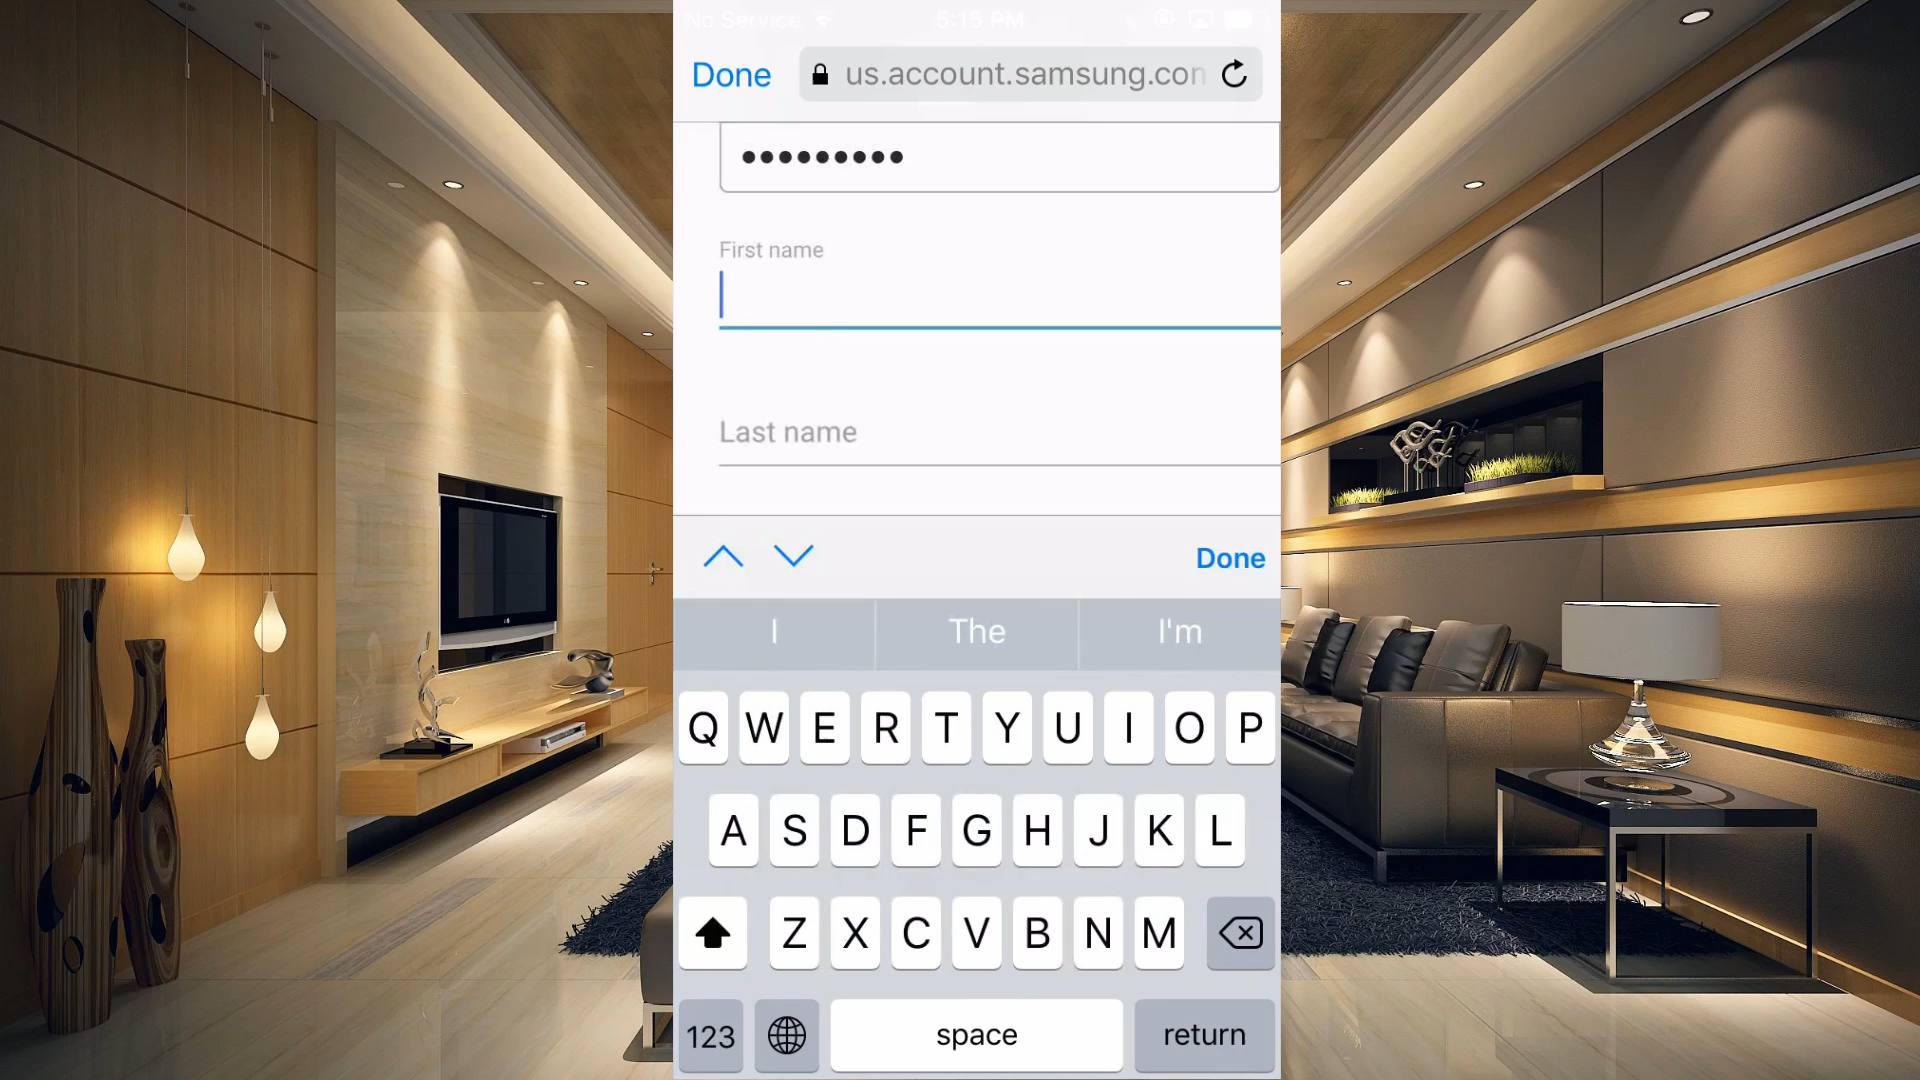 No Service 5:15 PM
Done us.account.samsung.con
●●●●●●●●●
First name
Last name
Done
I The I'm
Q W E R T Y U I O P
A S D F G H J K L
Z X C V B N M
123 space return